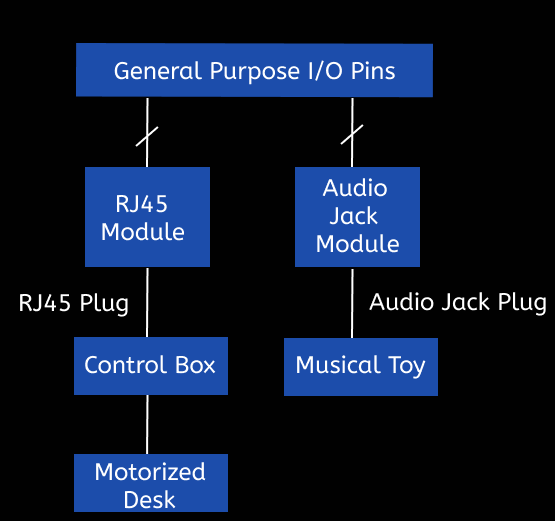 General Purpose I/O Pins
RJ45
Module
Audio
Jack
Module
RJ45 Plug
Audio Jack Plug
Control Box
Musical Toy
Motorized
Desk